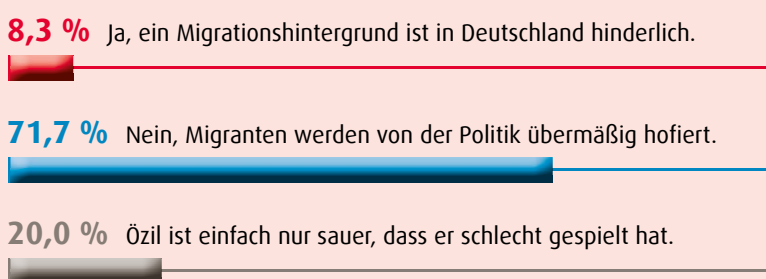 8,3 % Ja, ein Migrationshintergrund ist in Deutschland hinderlich.
71,7 % Nein, Migranten werden von der Politik übermäßig hofiert.
20,0 % Özil ist einfach nur sauer, dass er schlecht gespielt hat.